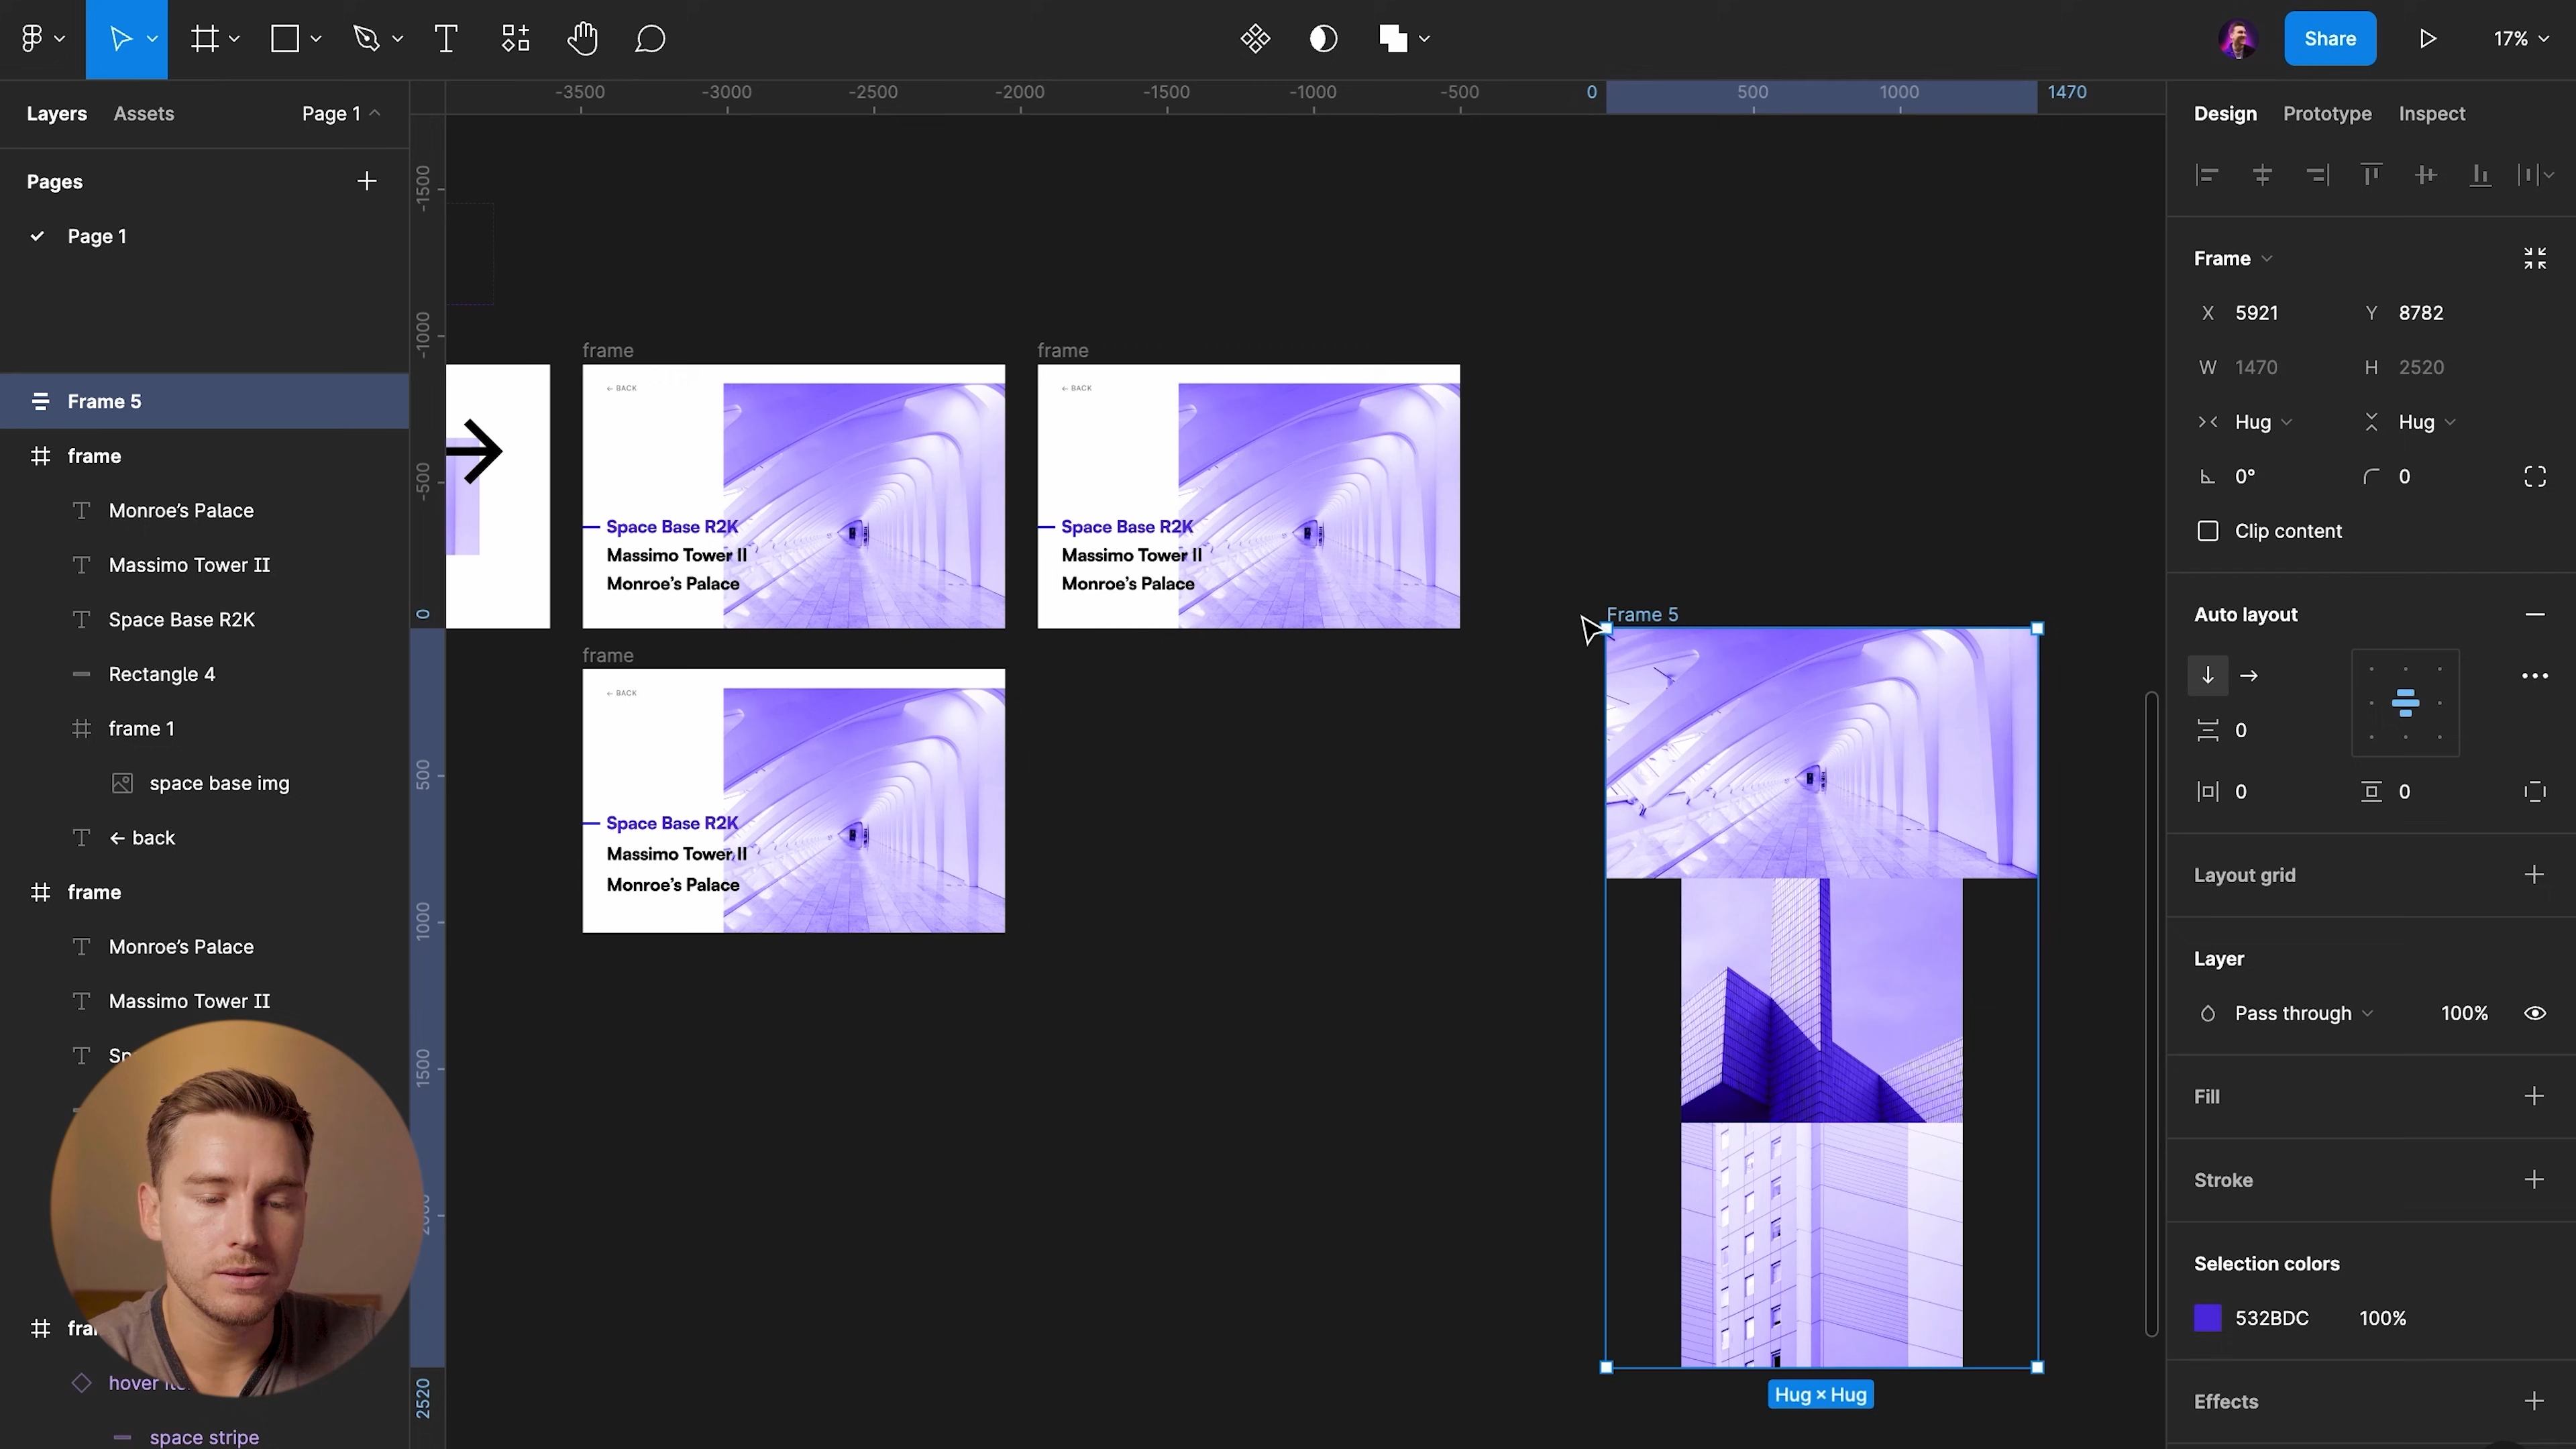 Share
17%
Layers
Assets
Page 1
Pages
Page 1
Frame 5
frame
Monroe’s Palace
Massimo Tower II
Space Base R2K
Rectangle 4
frame 1
space base img
← back
frame
Monroe’s Palace
Massimo Tower II
hover
space stripe
-3500
-3000
-2500
-2000
-1500
-1000
-500
0
500
1000
1470
-1500
-1000
-500
0
500
1000
1500
2520
frame
← BACK
Space Base R2K
Massimo Tower II
Monroe’s Palace
frame
← BACK
Space Base R2K
Massimo Tower II
Monroe’s Palace
frame
← BACK
Space Base R2K
Massimo Tower II
Monroe’s Palace
Frame 5
Hug × Hug
Design
Prototype
Inspect
Frame
X 5921
Y 8782
W 1470
H 2520
Hug
Hug
0°
0
Clip content
Auto layout
0
0
0
Layout grid
Layer
Pass through
100%
Fill
Stroke
Selection colors
532BDC
100%
Effects